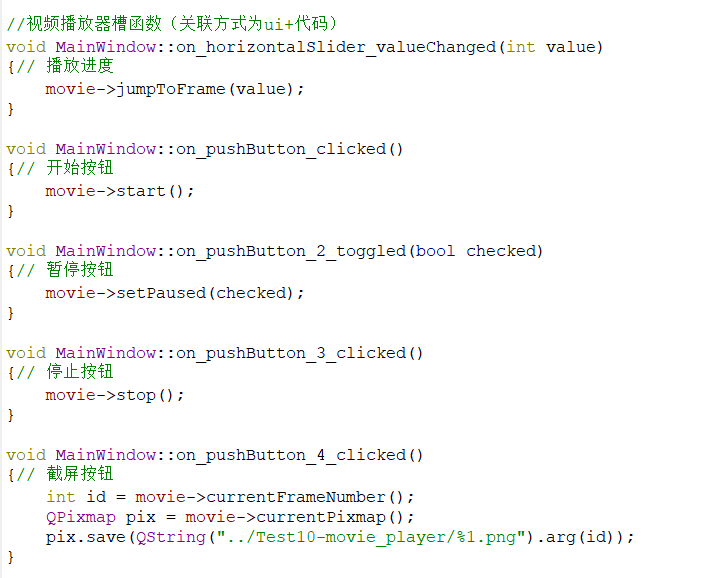 //视频播放器槽函数（关联方式为ui+代码）
void MainWindow::on_horizontalSlider_valueChanged(int value)
{// 播放进度
    movie->jumpToFrame(value);
}
void MainWindow::on_pushButton_clicked()
{// 开始按钮
    movie->start();
}
void MainWindow::on_pushButton_2_toggled(bool checked)
{// 暂停按钮
    movie->setPaused(checked);
}
void MainWindow::on_pushButton_3_clicked()
{// 停止按钮
    movie->stop();
}
void MainWindow::on_pushButton_4_clicked()
{// 截屏按钮
    int id = movie->currentFrameNumber();
    QPixmap pix = movie->currentPixmap();
    pix.save(QString("../Test10-movie_player/%1.png").arg(id));
}